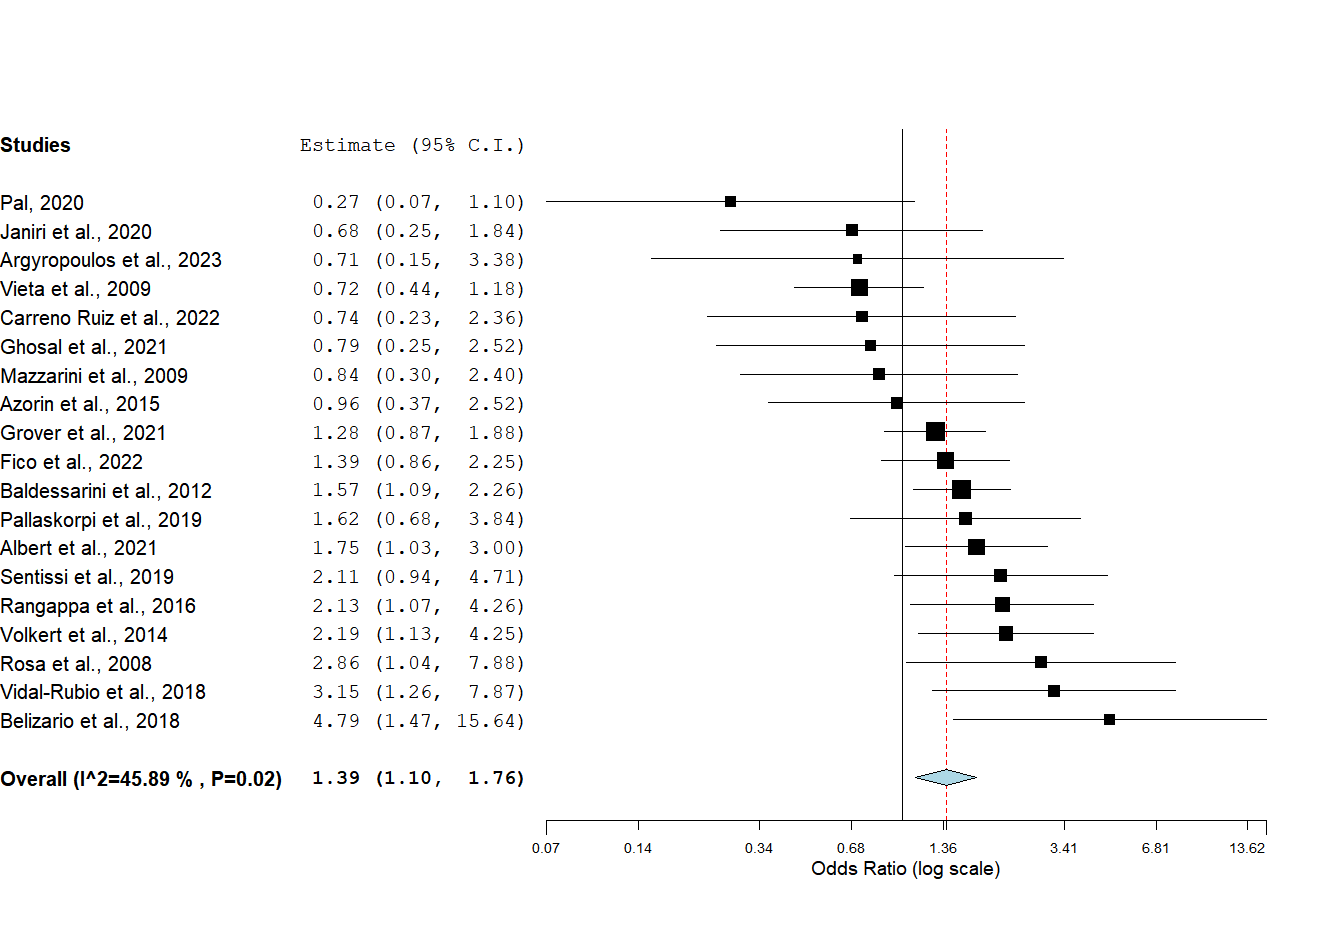 Studies Estimate (95% C.I.)
Pal, 2020 0.27 (0.07, 1.10)
Janiri et al., 2020 0.68 (0.25, 1.84)
Argyropoulos et al., 2023 0.71 (0.15, 3.38)
Vieta et al., 2009 0.72 (0.44, 1.18)
Carreno Ruiz et al., 2022 0.74 (0.23, 2.36)
Ghosal et al., 2021 0.79 (0.25, 2.52)
Mazzarini et al., 2009 0.84 (0.30, 2.40)
Azorin et al., 2015 0.96 (0.37, 2.52)
Grover et al., 2021 1.28 (0.87, 1.88)
Fico et al., 2022 1.39 (0.86, 2.25)
Baldessarini et al., 2012 1.57 (1.09, 2.26)
Pallaskorpi et al., 2019 1.62 (0.68, 3.84)
Albert et al., 2021 1.75 (1.03, 3.00)
Sentissi et al., 2019 2.11 (0.94, 4.71)
Rangappa et al., 2016 2.13 (1.07, 4.26)
Volkert et al., 2014 2.19 (1.13, 4.25)
Rosa et al., 2008 2.86 (1.04, 7.88)
Vidal-Rubio et al., 2018 3.15 (1.26, 7.87)
Belizario et al., 2018 4.79 (1.47, 15.64)
Overall (I^2=45.89 % , P=0.02) 1.39 (1.10, 1.76)
0.07 0.14 0.34 0.68 1.36 3.41 6.81 13.62
Odds Ratio (log scale)